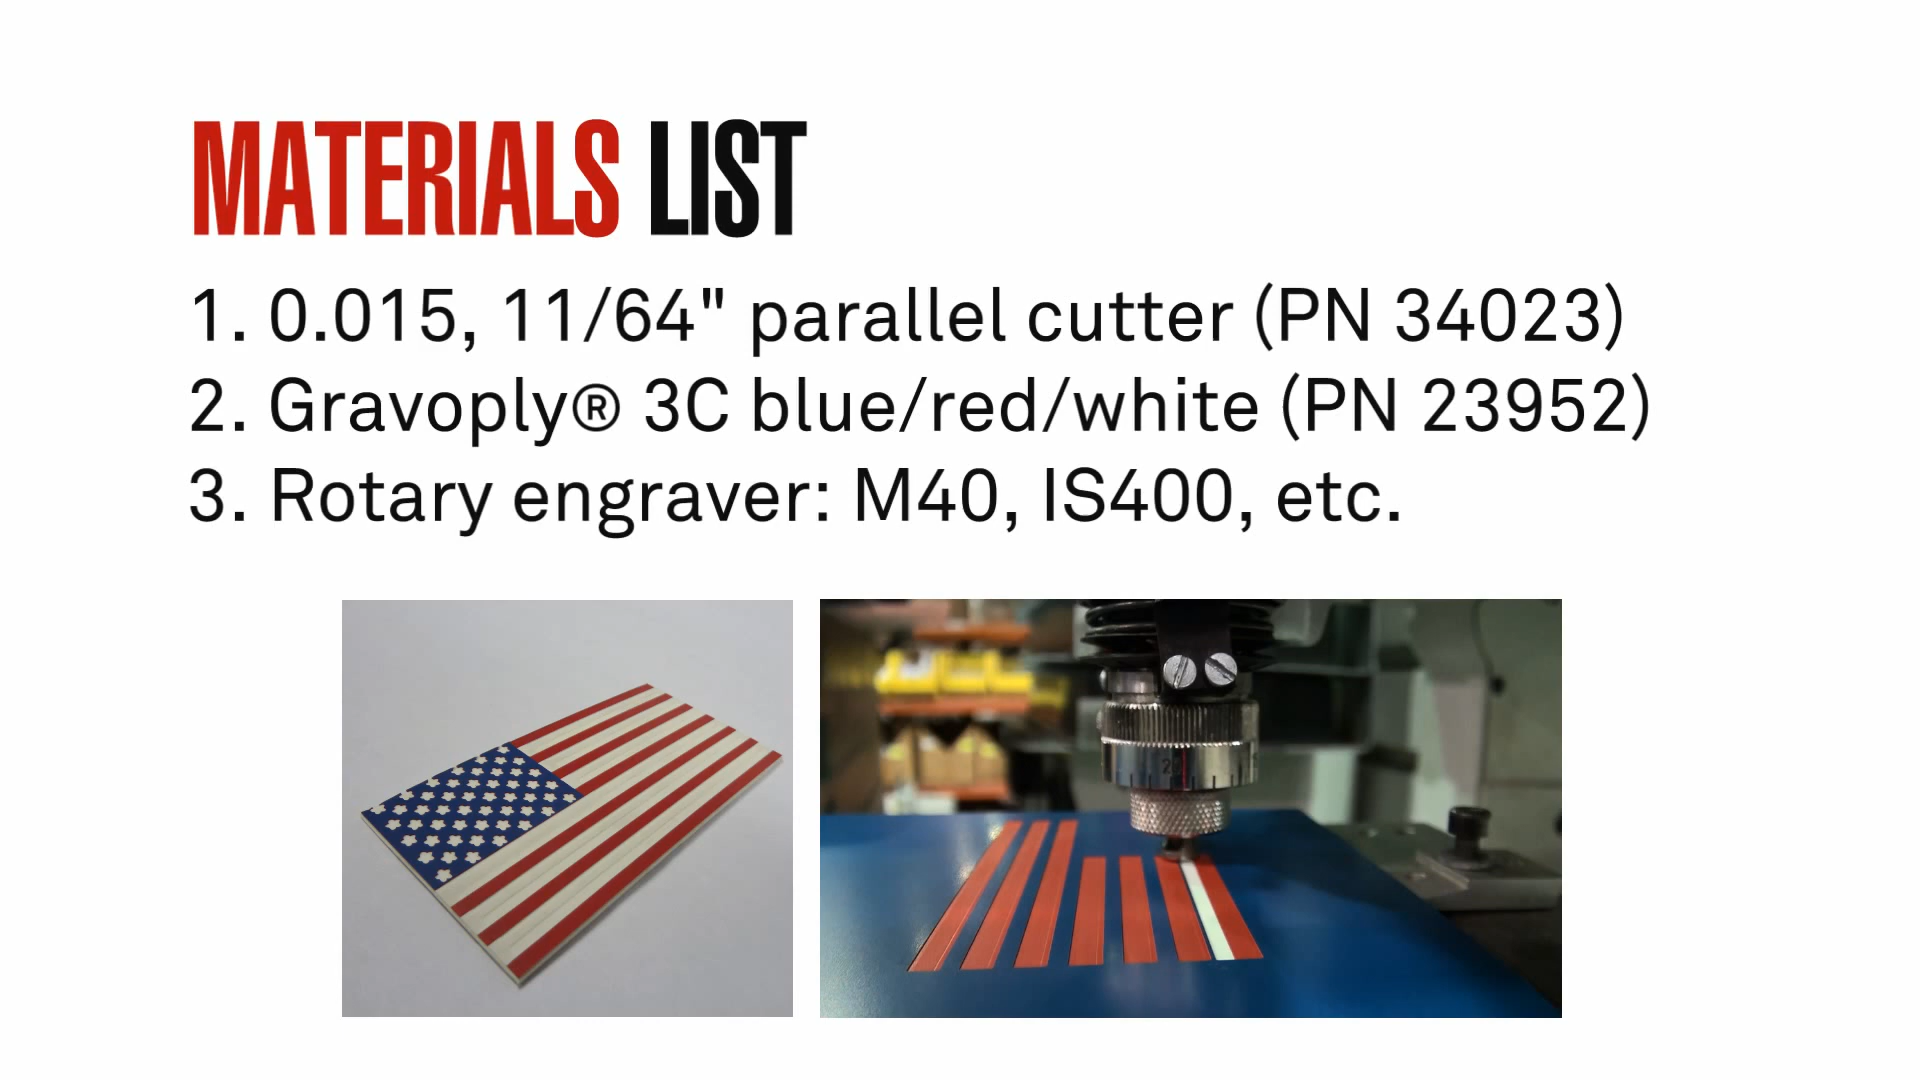 MATERIALS LIST
1. 0.015, 11/64" parallel cutter (PN 34023)
2. Gravoply® 3C blue/red/white (PN 23952)
3. Rotary engraver: M40, IS400, etc.